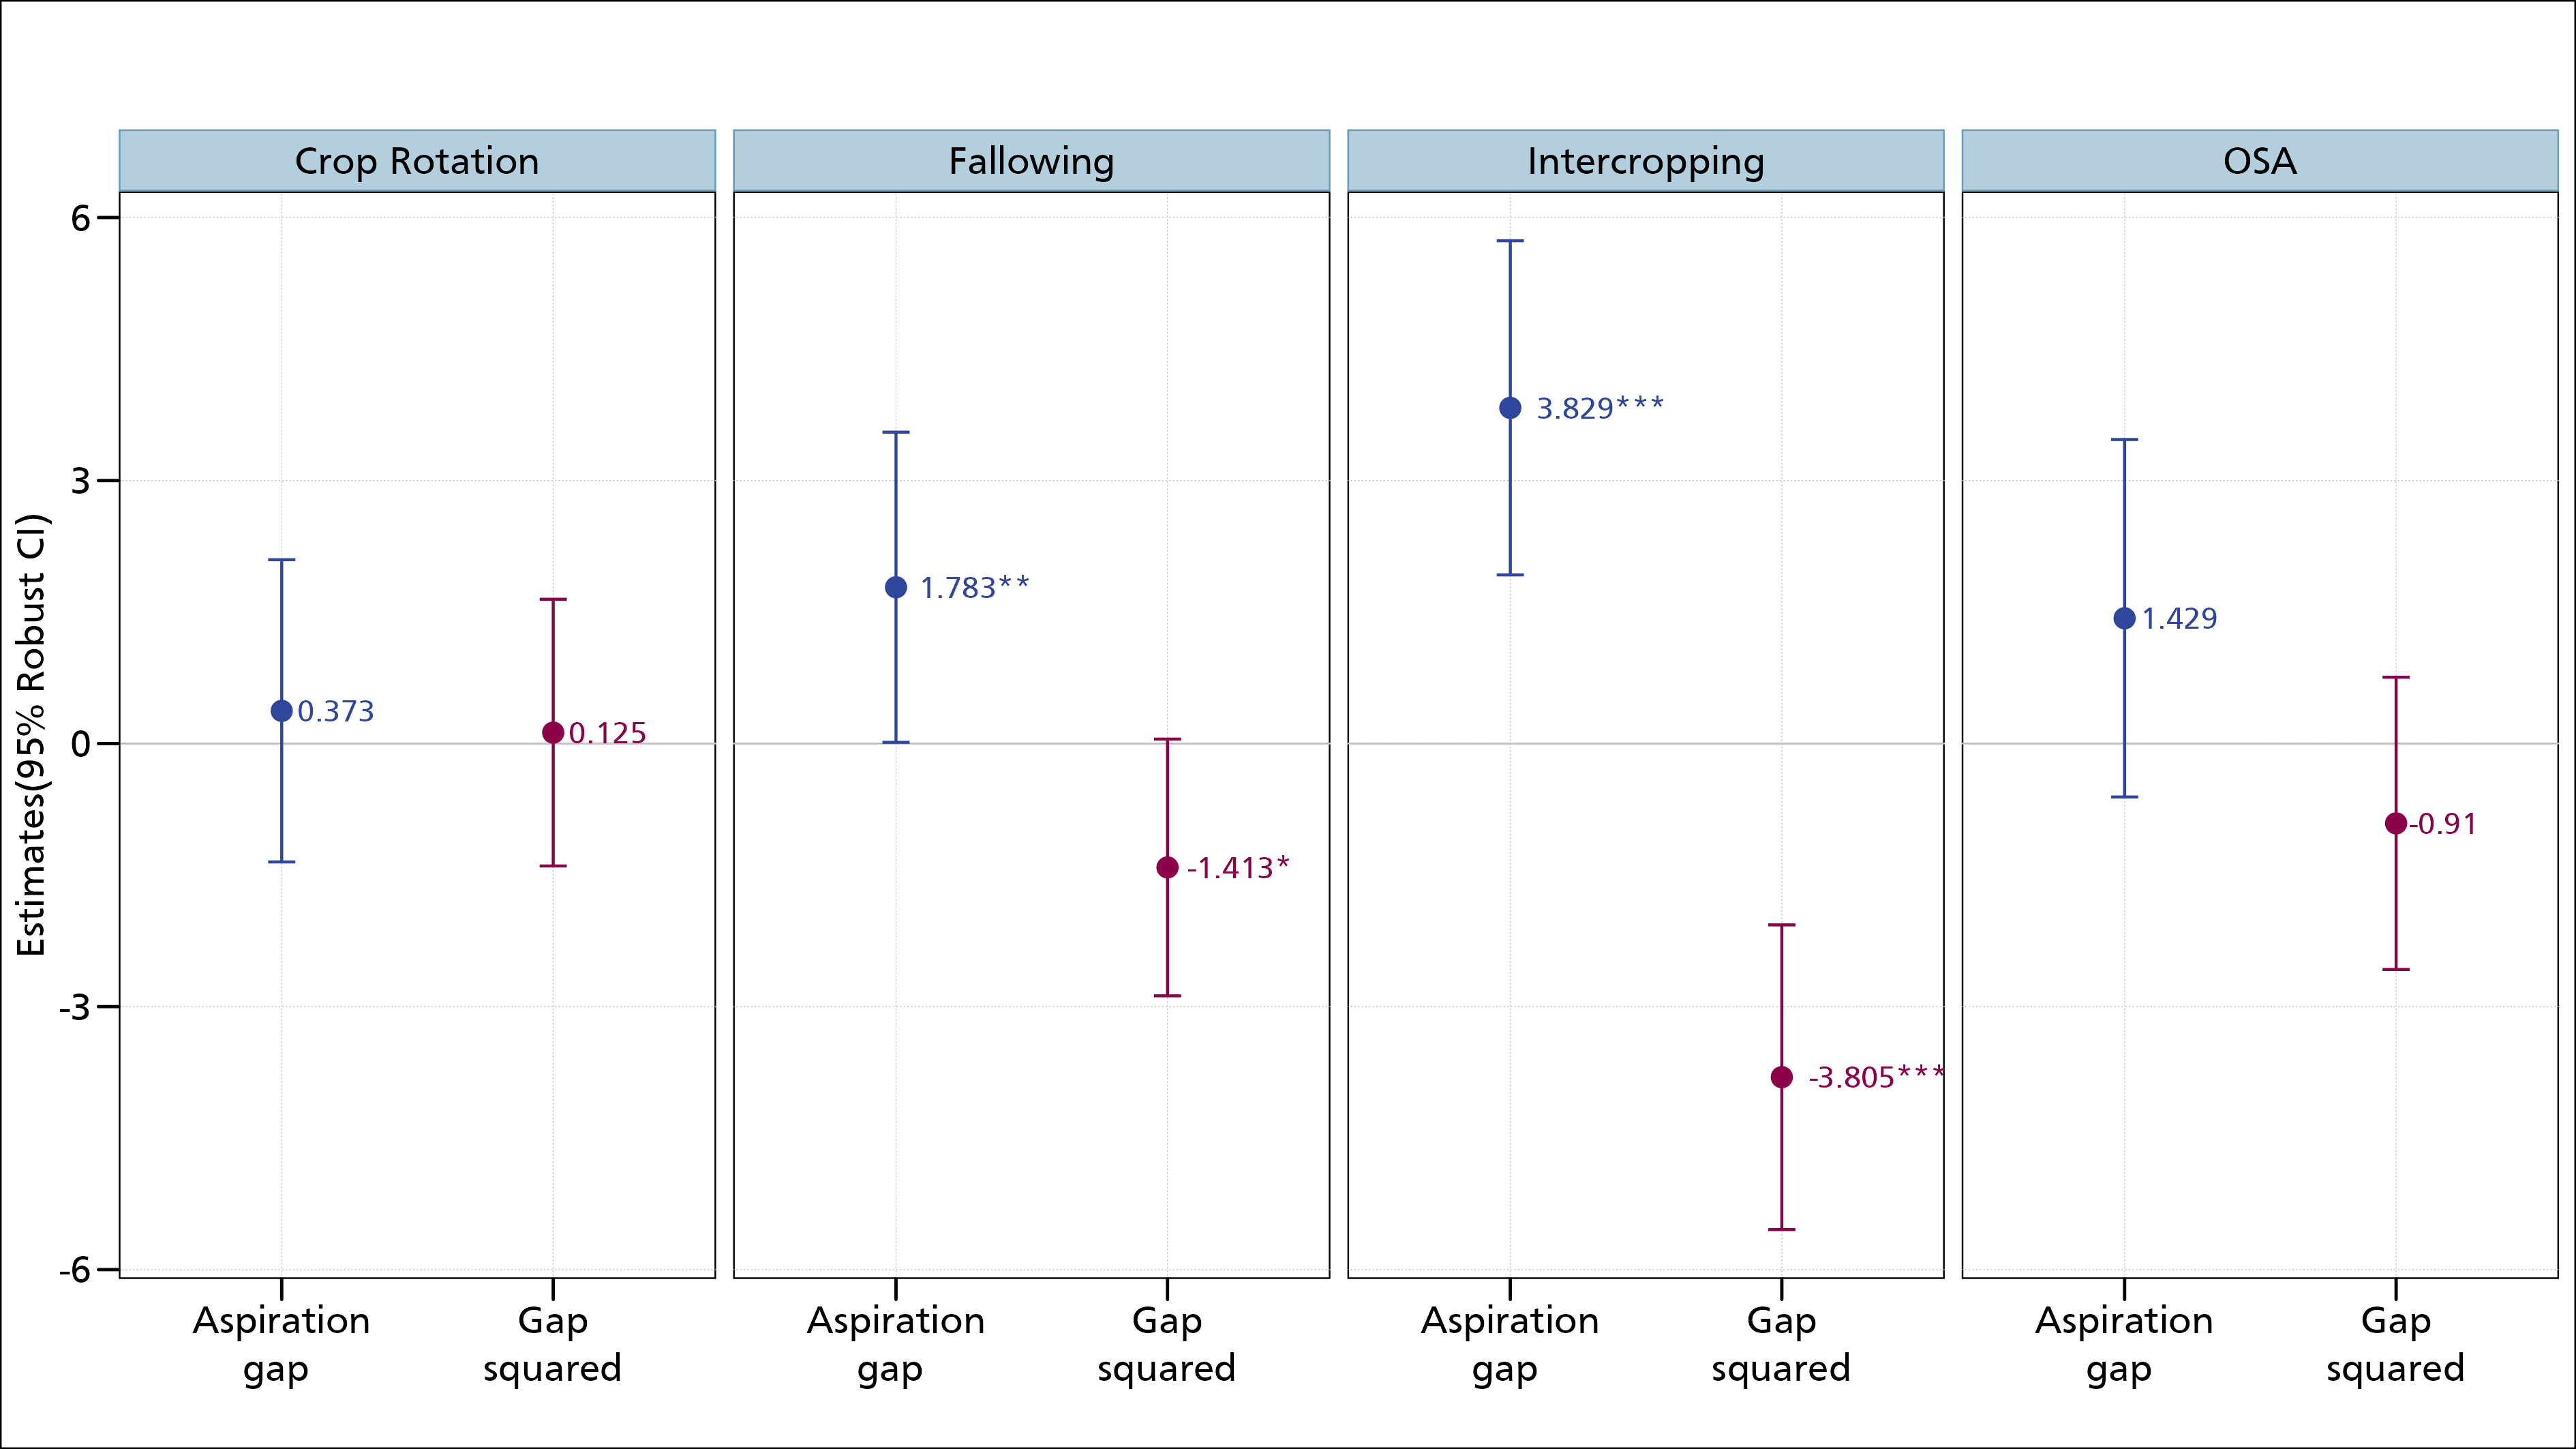 Crop Rotation
Fallowing
Intercropping
OSA
Estimates(95% Robust CI)
6
3
0
-3
-6
0.373
0.125
1.783**
-1.413*
3.829***
-3.805***
1.429
-0.91
Aspiration
gap
Gap
squared
Aspiration
gap
Gap
squared
Aspiration
gap
Gap
squared
Aspiration
gap
Gap
squared